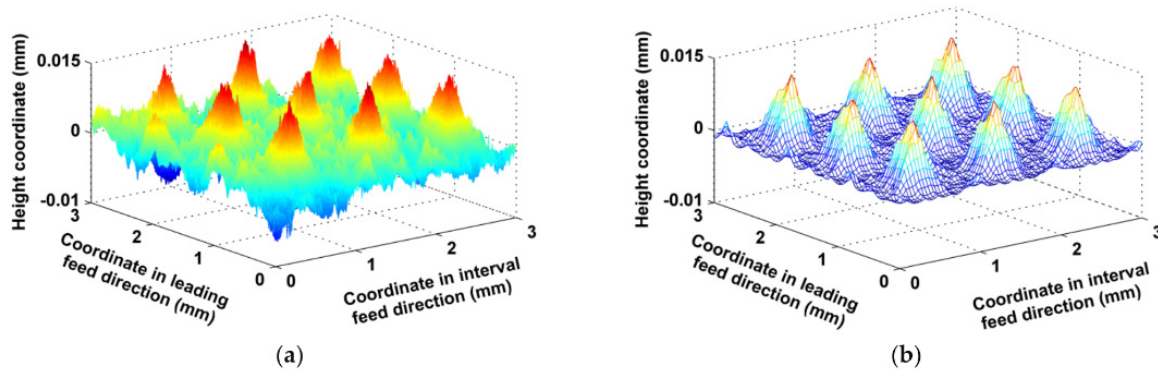 Height coordinate (mm)
0.015
0
-0.01
3
2
1
0
0
1
2
3
Coordinate in leading
feed direction (mm)
Coordinate in interval
feed direction (mm)
(a)
Height coordinate (mm)
0.015
0
-0.01
3
2
1
0
0
1
2
3
Coordinate in leading
feed direction (mm)
Coordinate in interval
feed direction (mm)
(b)